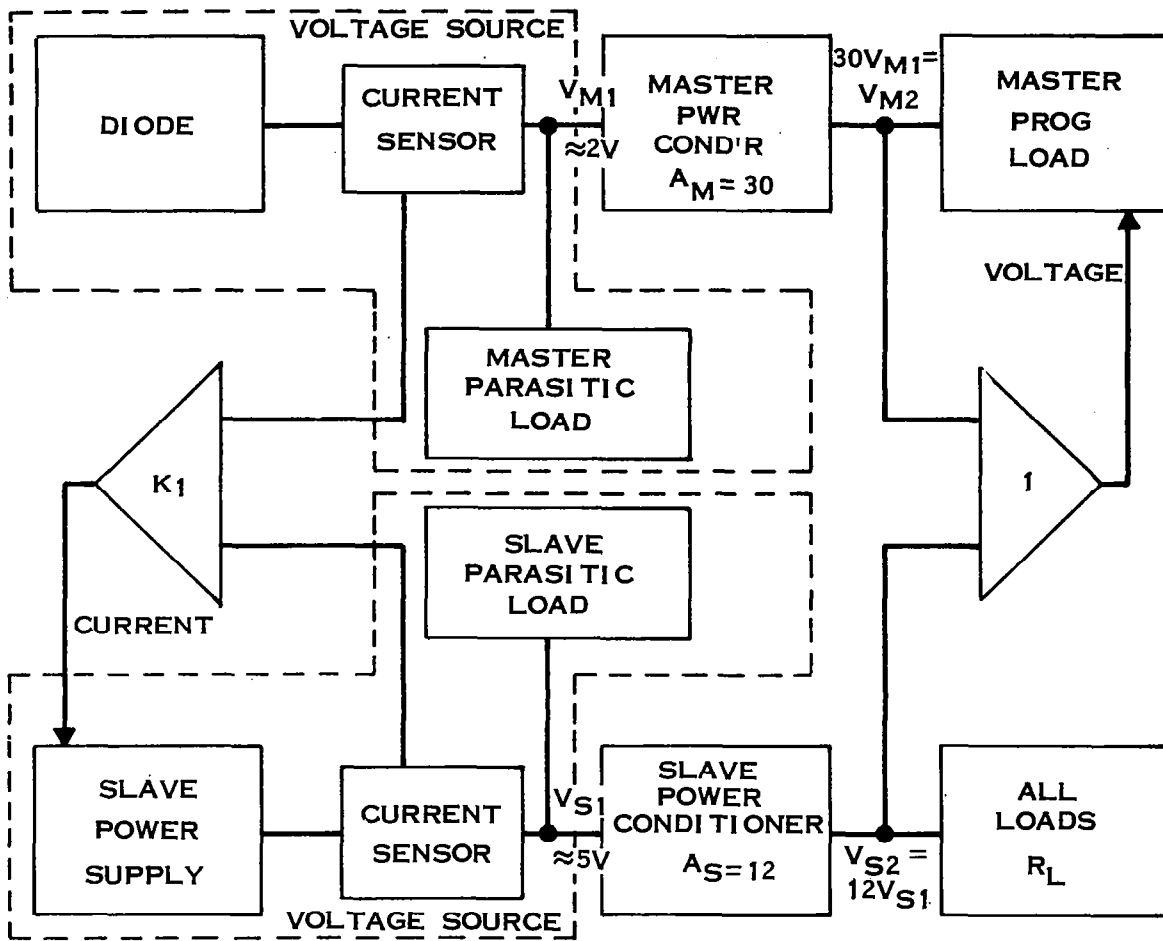 VOLTAGE SOURCE
DIODE
CURRENT
SENSOR
V_M1
≈2V
MASTER
PWR
COND'R
A_M = 30
30V_M1 =
V_M2
MASTER
PROG
LOAD
VOLTAGE
MASTER
PARASITIC
LOAD
K1
1
SLAVE
PARASITIC
LOAD
CURRENT
SLAVE
POWER
SUPPLY
CURRENT
SENSOR
V_S1
≈5V
SLAVE
POWER
CONDITIONER
A_S = 12
V_S2 =
12V_S1
ALL
LOADS
R_L
VOLTAGE SOURCE